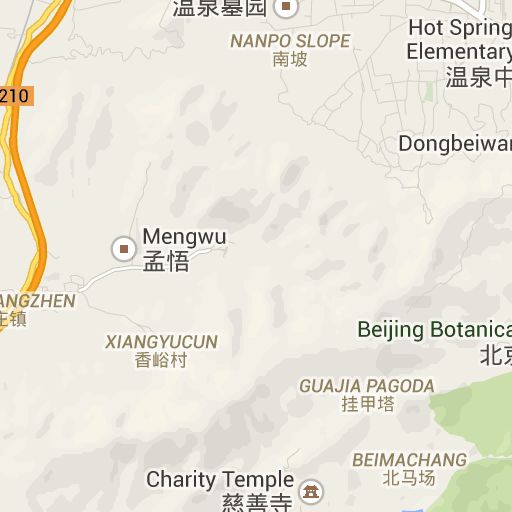 温泉墓园
NANPO SLOPE
南坡
Hot Spring
Elementary
温泉中
210
Dongbeiwan
Mengwu
孟悟
ANGZHEN
庄镇
XIANGYUCUN
香峪村
Beijing Botanica
北京
GUAJIA PAGODA
挂甲塔
BEIMACHANG
北马场
Charity Temple
慈善寺